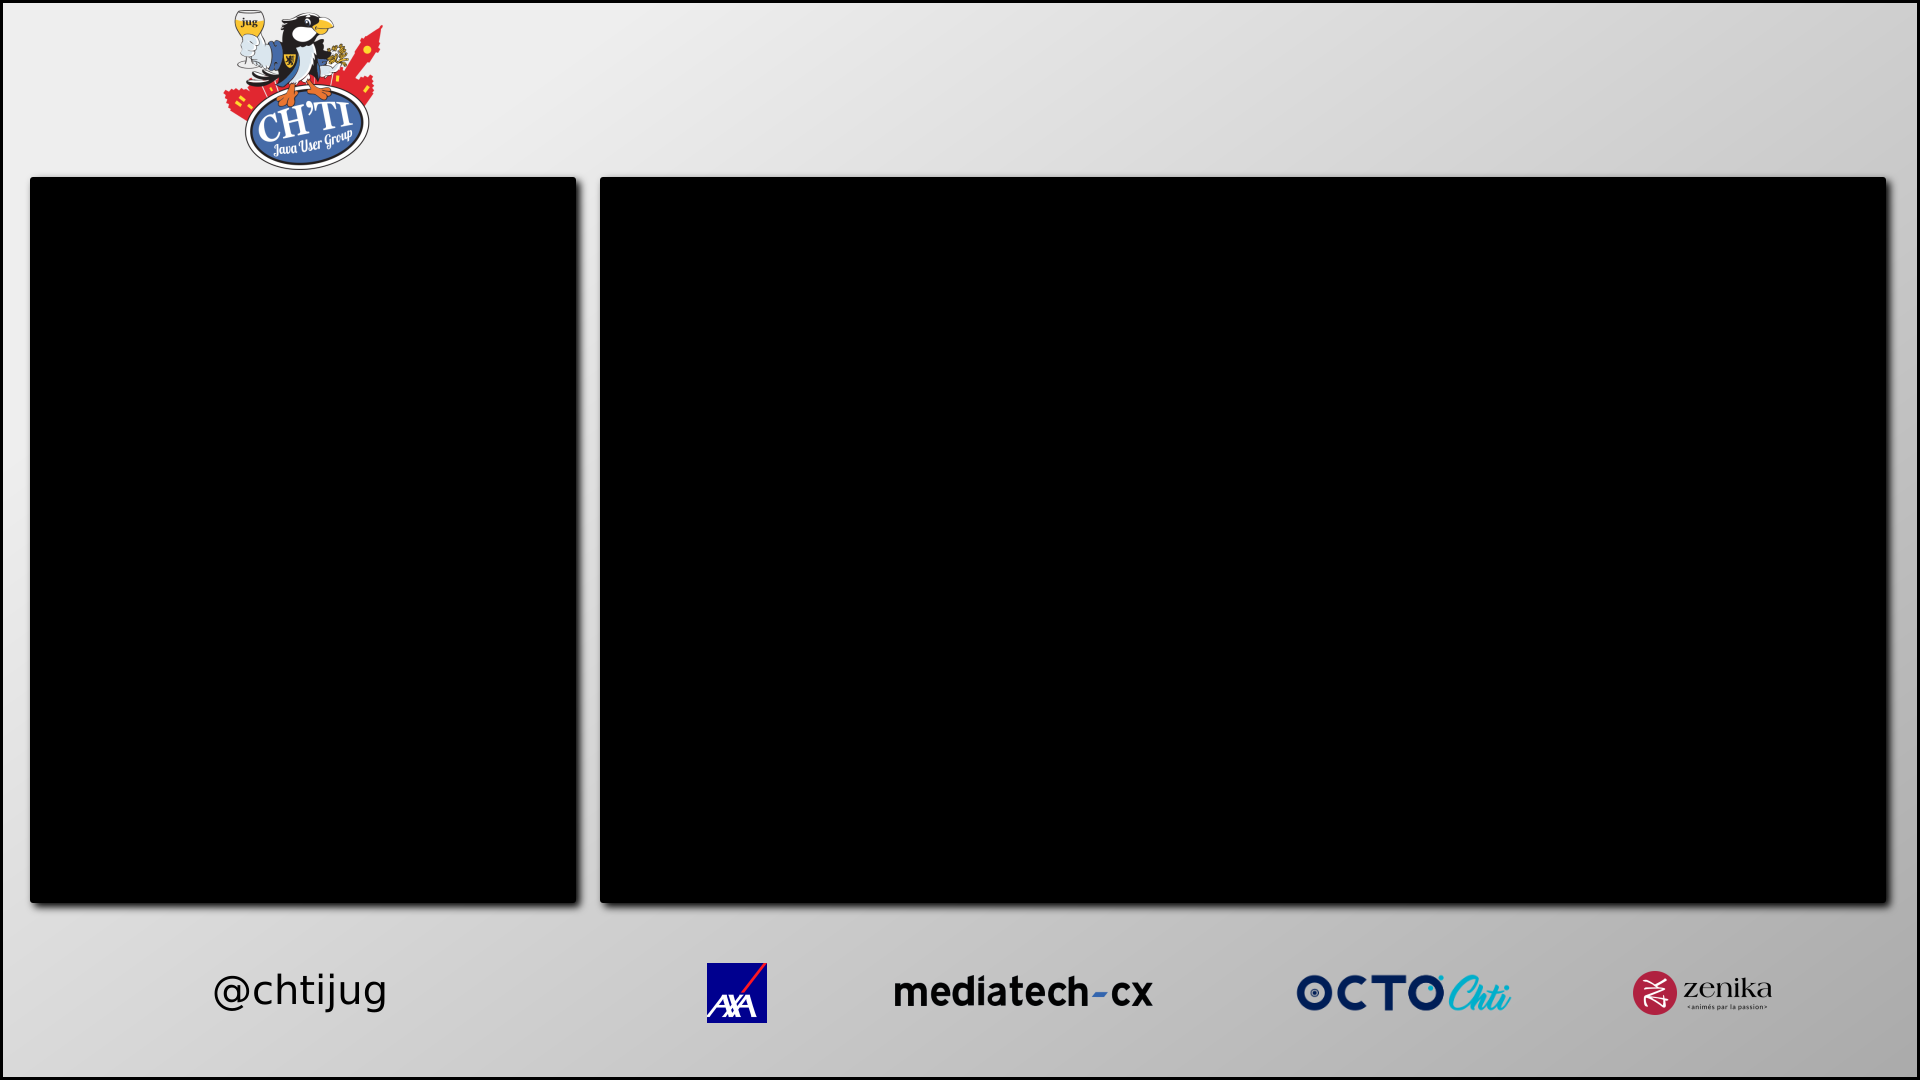 jug
CH'TI
Java User Group
@chtijug
AXA
mediatech-cx
OCTO Chti
zenika
<animés par la passion>